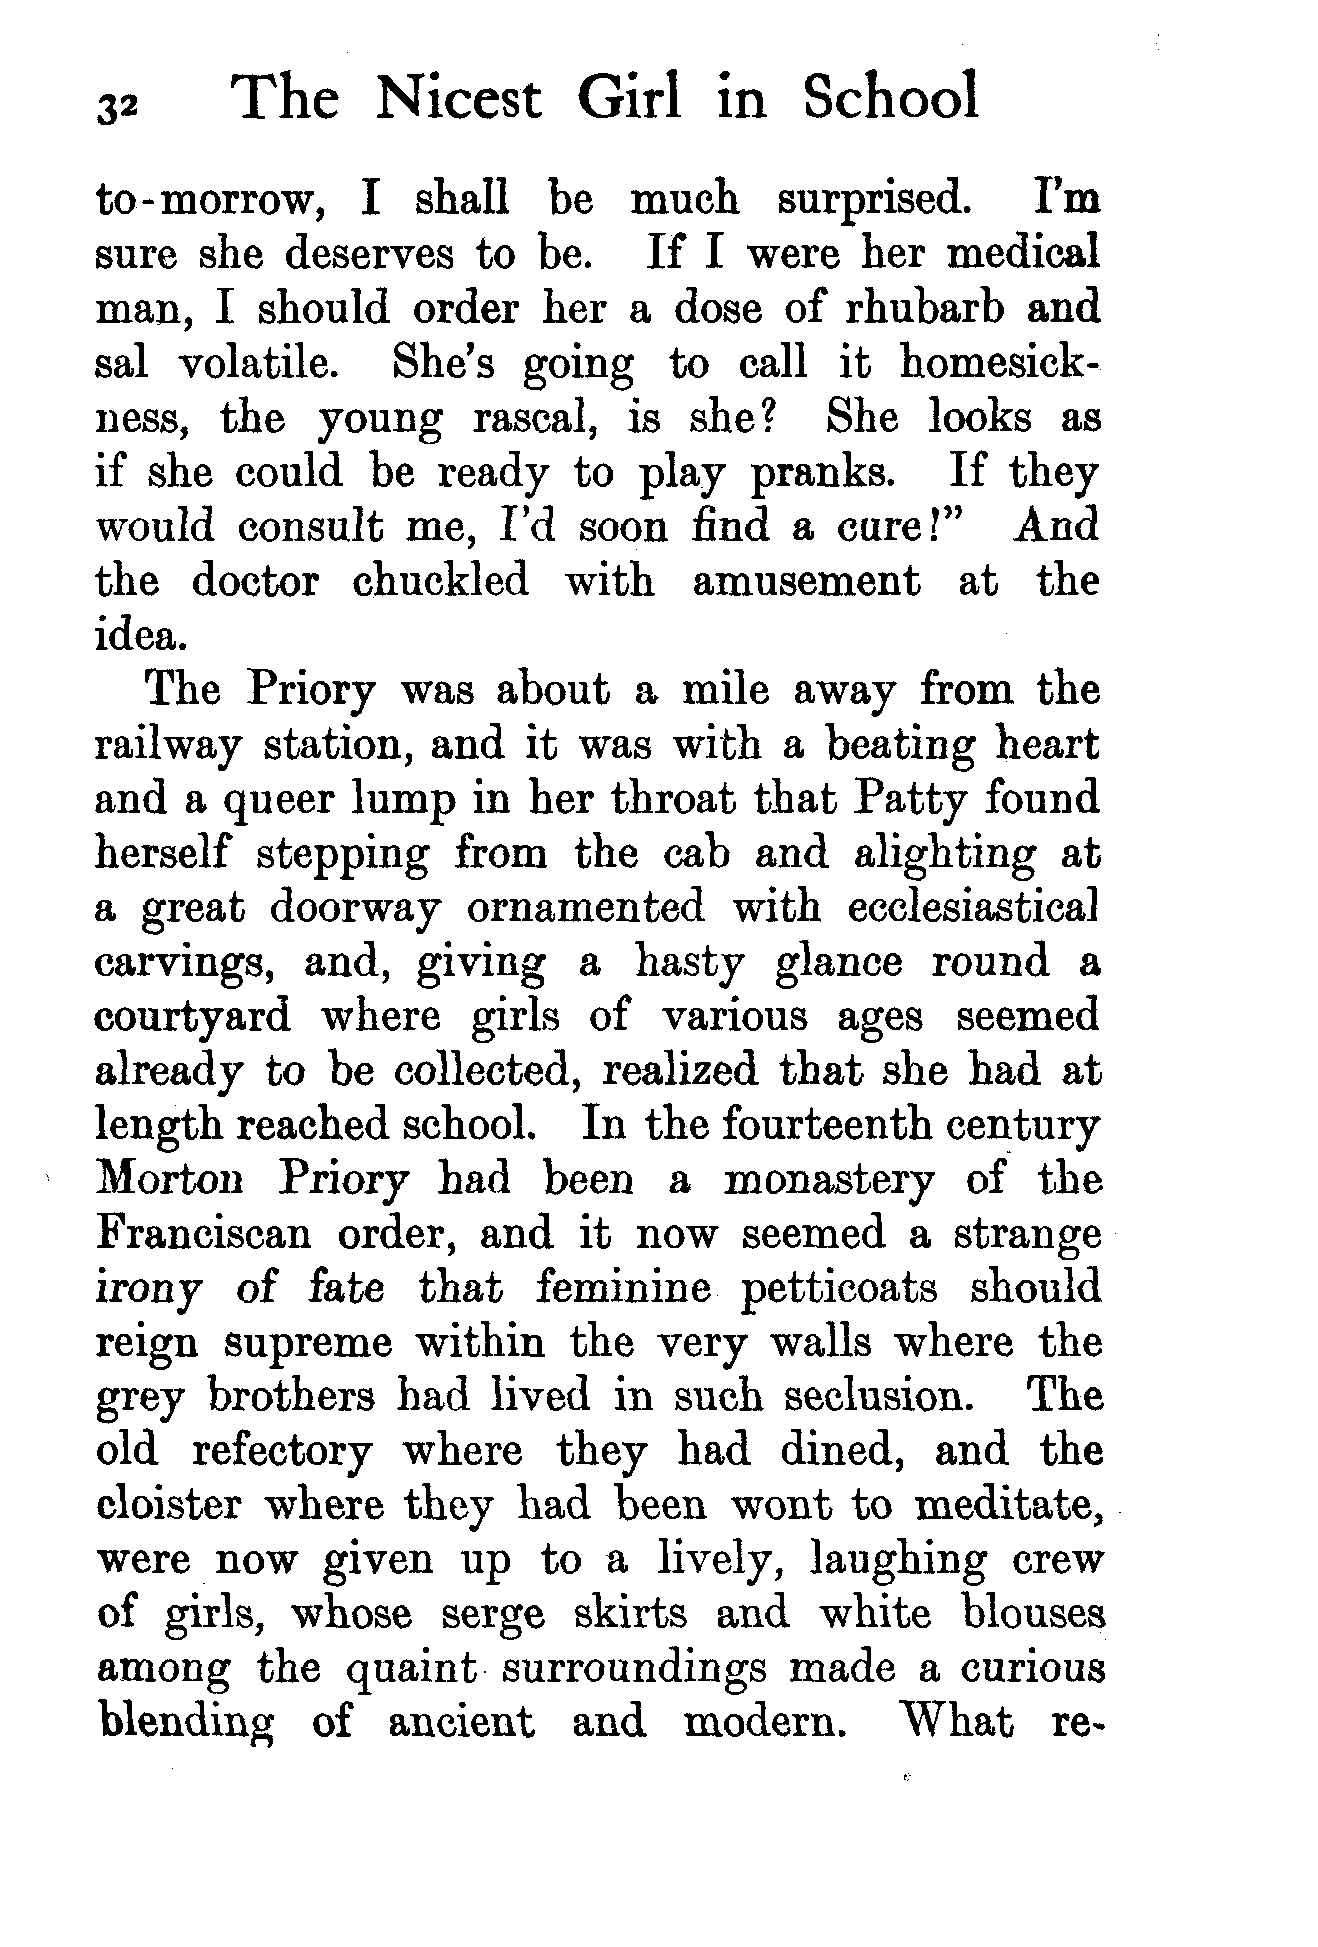 32 The Nicest Girl in School
to-morrow, I shall be much surprised. I'm
sure she deserves to be. If I were her medical
man, I should order her a dose of rhubarb and
sal volatile. She's going to call it homesick-
ness, the young rascal, is she? She looks as
if she could be ready to play pranks. If they
would consult me, I'd soon find a cure!" And
the doctor chuckled with amusement at the
idea.
The Priory was about a mile away from the
railway station, and it was with a beating heart
and a queer lump in her throat that Patty found
herself stepping from the cab and alighting at
a great doorway ornamented with ecclesiastical
carvings, and, giving a hasty glance round a
courtyard where girls of various ages seemed
already to be collected, realized that she had at
length reached school. In the fourteenth century
Morton Priory had been a monastery of the
Franciscan order, and it now seemed a strange
irony of fate that feminine petticoats should
reign supreme within the very walls where the
grey brothers had lived in such seclusion. The
old refectory where they had dined, and the
cloister where they had been wont to meditate,
were now given up to a lively, laughing crew
of girls, whose serge skirts and white blouses
among the quaint surroundings made a curious
blending of ancient and modern. What re-